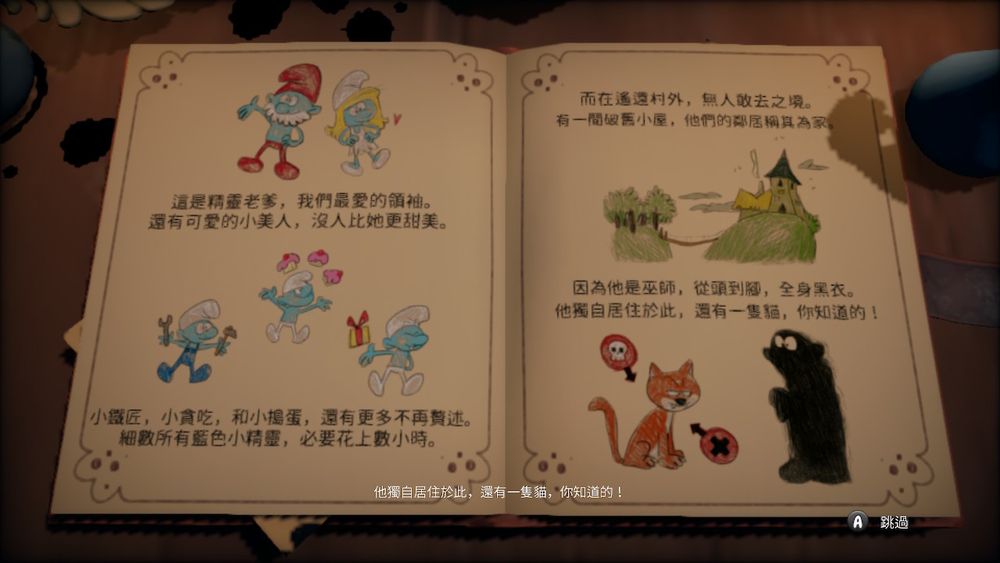 這是精靈老爹，我們最愛的領袖。
還有可愛的小美人，沒人比她更甜美。
小鐵匠，小貪吃，和小搗蛋，還有更多不再贅述。
細數所有藍色小精靈，必要花上數小時。
而在遙遠村外，無人敢去之境。
有一間破舊小屋，他們的鄰居稱其為家。
因為他是巫師，從頭到腳，全身黑衣。
他獨自居住於此，還有一隻貓，你知道的！
他獨自居住於此，還有一隻貓，你知道的！
A 跳過